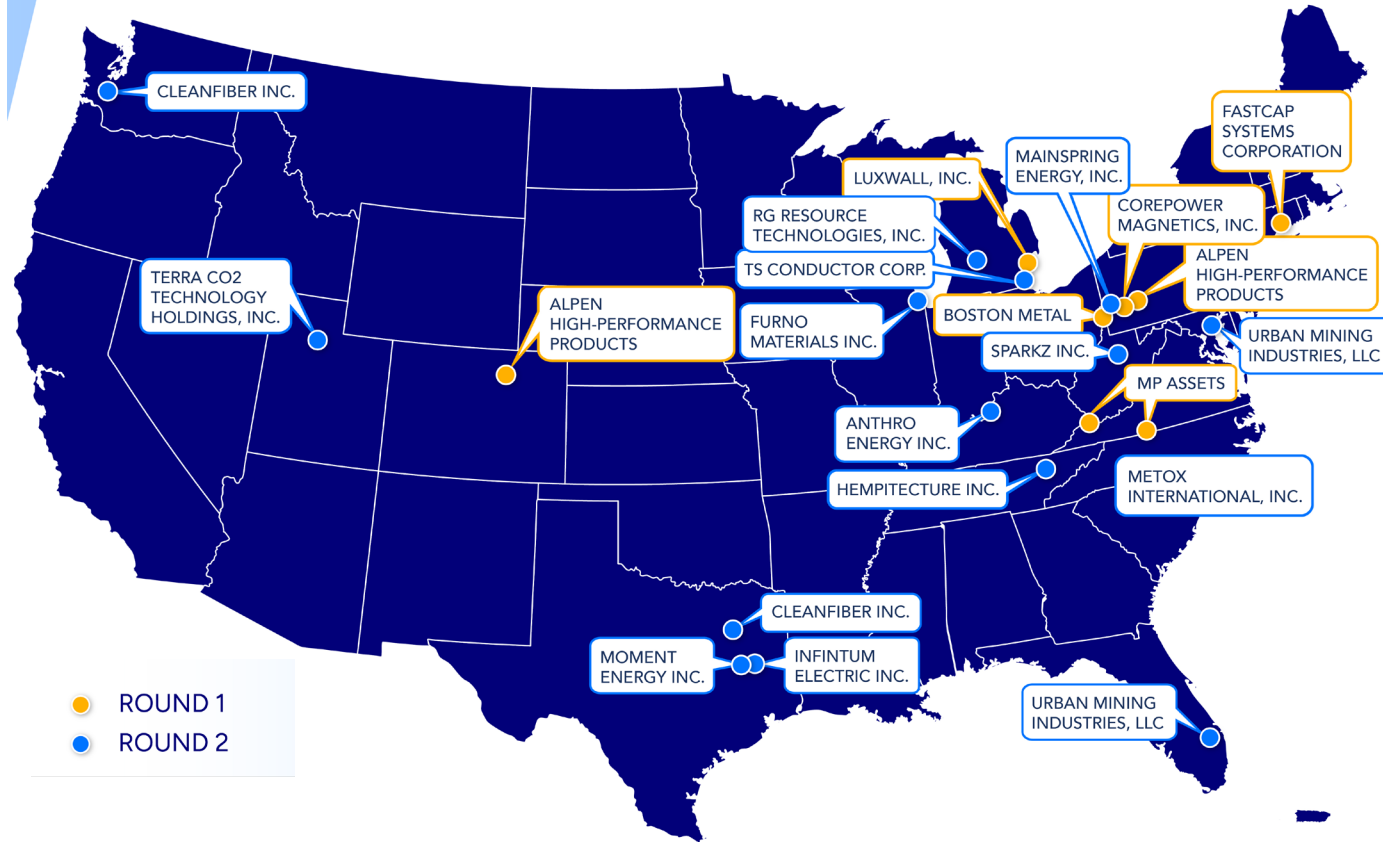 CLEANFIBER INC.
FASTCAP
SYSTEMS
CORPORATION
MAINSPRING
ENERGY, INC.
LUXWALL, INC.
COREPOWER
MAGNETICS, INC.
RG RESOURCE
TECHNOLOGIES, INC.
ALPEN
HIGH-PERFORMANCE
PRODUCTS
TS CONDUCTOR CORP.
TERRA CO2
TECHNOLOGY
HOLDINGS, INC.
ALPEN
HIGH-PERFORMANCE
PRODUCTS
BOSTON METAL
FURNO
MATERIALS INC.
URBAN MINING
INDUSTRIES, LLC
SPARKZ INC.
MP ASSETS
ANTHRO
ENERGY INC.
HEMPITECTURE INC.
METOX
INTERNATIONAL, INC.
CLEANFIBER INC.
MOMENT
ENERGY INC.
INFINTUM
ELECTRIC INC.
URBAN MINING
INDUSTRIES, LLC
ROUND 1
ROUND 2